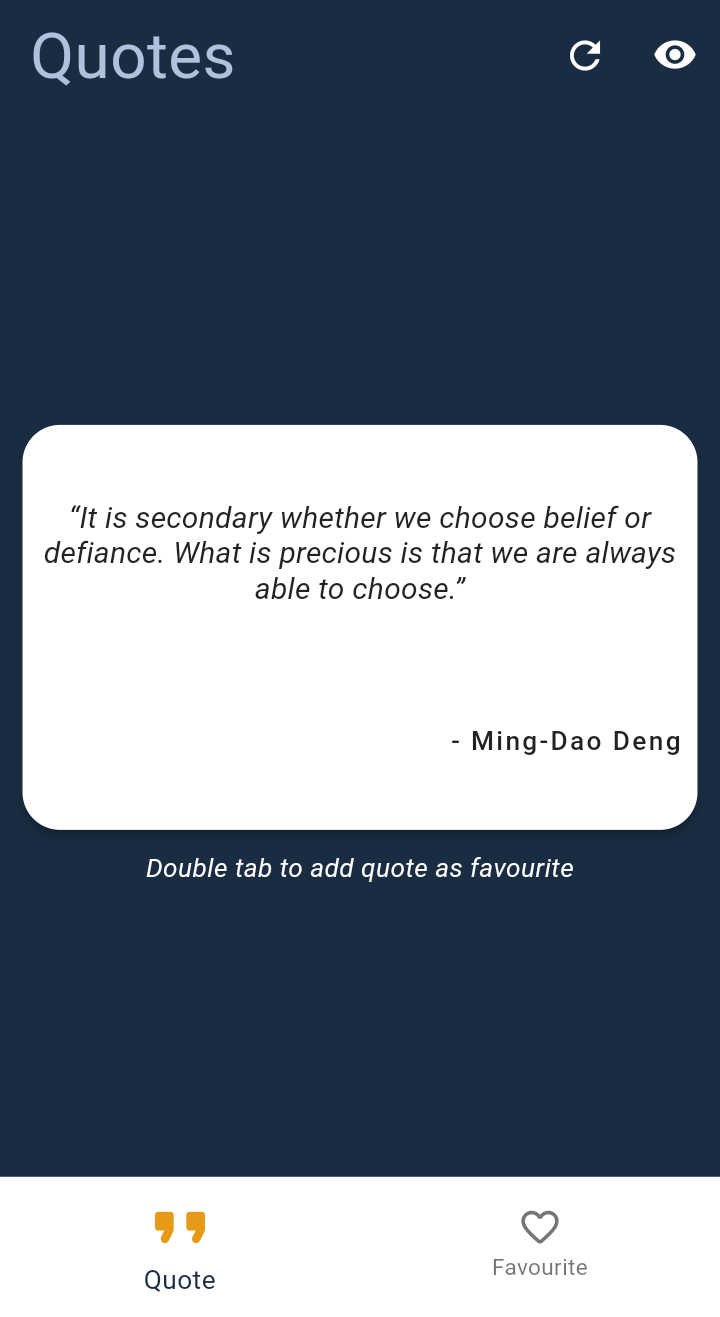 Quotes
“It is secondary whether we choose belief or
defiance. What is precious is that we are always
able to choose.”
- Ming-Dao Deng
Double tab to add quote as favourite
Quote
Favourite